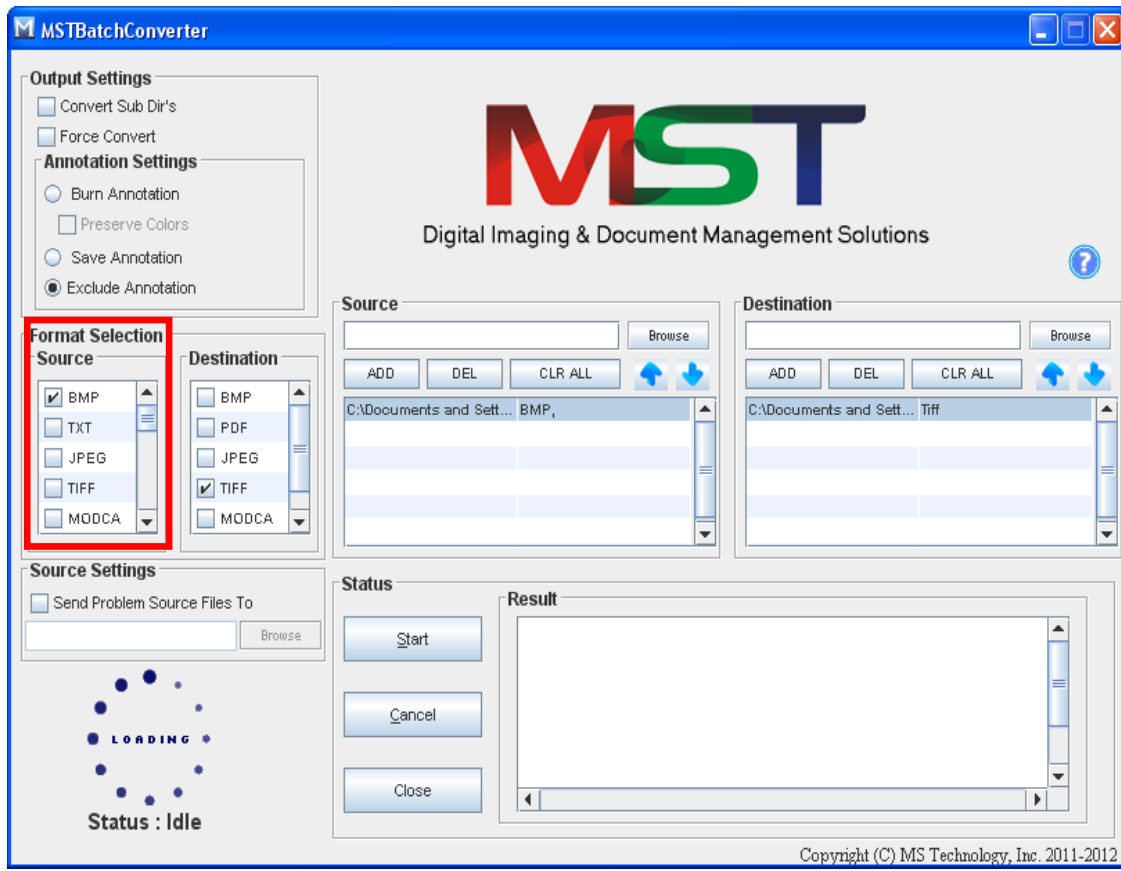 MSTBatchConverter
Output Settings
Convert Sub Dir's
Force Convert
Annotation Settings
Burn Annotation
Preserve Colors
Save Annotation
Exclude Annotation
MST
Digital Imaging & Document Management Solutions
?
Format Selection
Source
BMP
TXT
JPEG
TIFF
MODCA
Destination
BMP
PDF
JPEG
TIFF
MODCA
Source
Browse
ADD DEL CLR ALL
C:\Documents and Sett... BMP,
Destination
Browse
ADD DEL CLR ALL
C:\Documents and Sett... Tiff
Source Settings
Send Problem Source Files To
Browse
LOADING
Status : Idle
Status
Start
Cancel
Close
Result
Copyright (C) MS Technology, Inc. 2011-2012